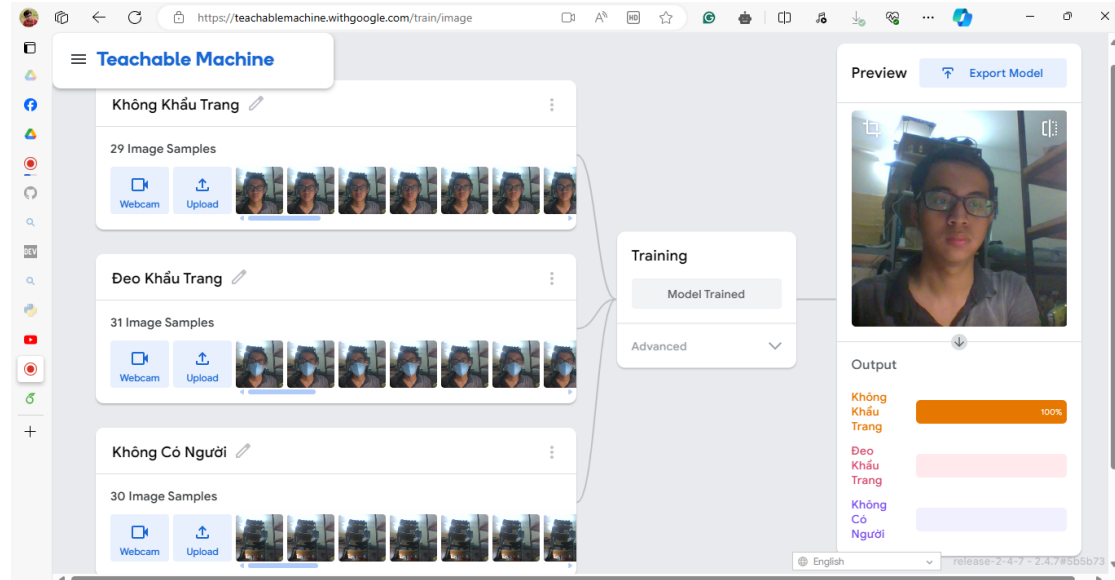 https://teachablemachine.withgoogle.com/train/image
HD
Teachable Machine
Không Khẩu Trang
29 Image Samples
Webcam
Upload
Đeo Khẩu Trang
31 Image Samples
Webcam
Upload
Không Có Người
30 Image Samples
Webcam
Upload
Training
Model Trained
Advanced
Preview
Export Model
Output
Không
Khẩu
Trang
100%
Đeo
Khẩu
Trang
Không
Có
Người
English
release-2-4-7 - 2.4.7#5b5b73
DEV